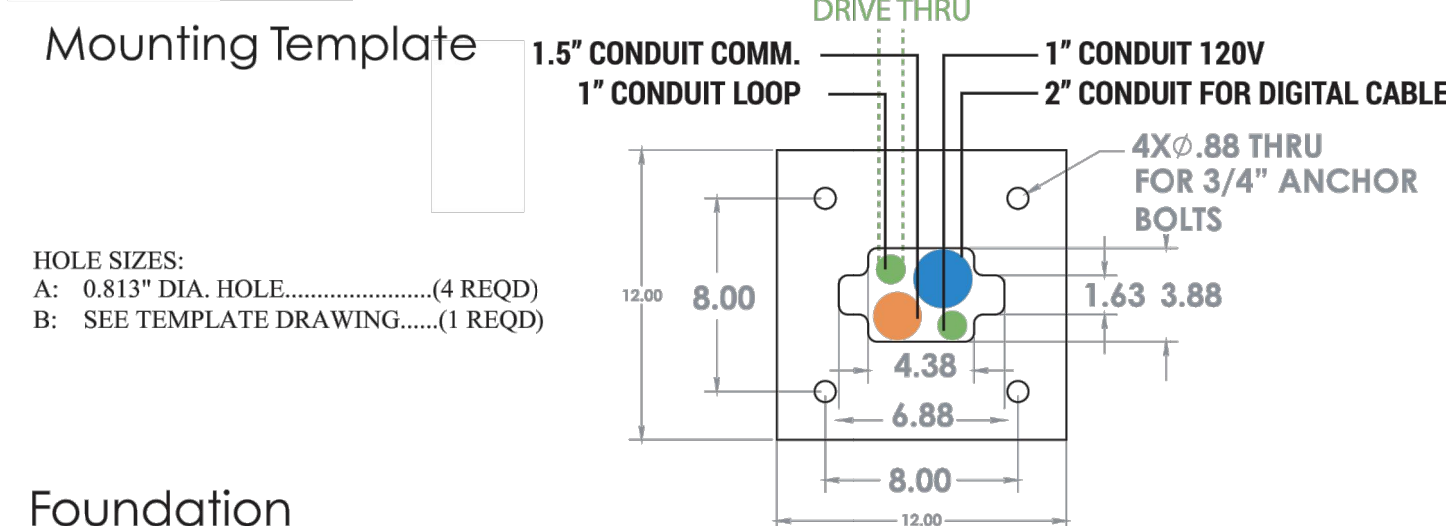 DRIVE THRU
Mounting Template
1.5” CONDUIT COMM.
1” CONDUIT LOOP
1” CONDUIT 120V
2” CONDUIT FOR DIGITAL CABLE
4X∅.88 THRU
FOR 3/4” ANCHOR
BOLTS
HOLE SIZES:
A: 0.813" DIA. HOLE.......................(4 REQD)
B: SEE TEMPLATE DRAWING......(1 REQD)
12.00
8.00
1.63
3.88
4.38
6.88
8.00
12.00
Foundation